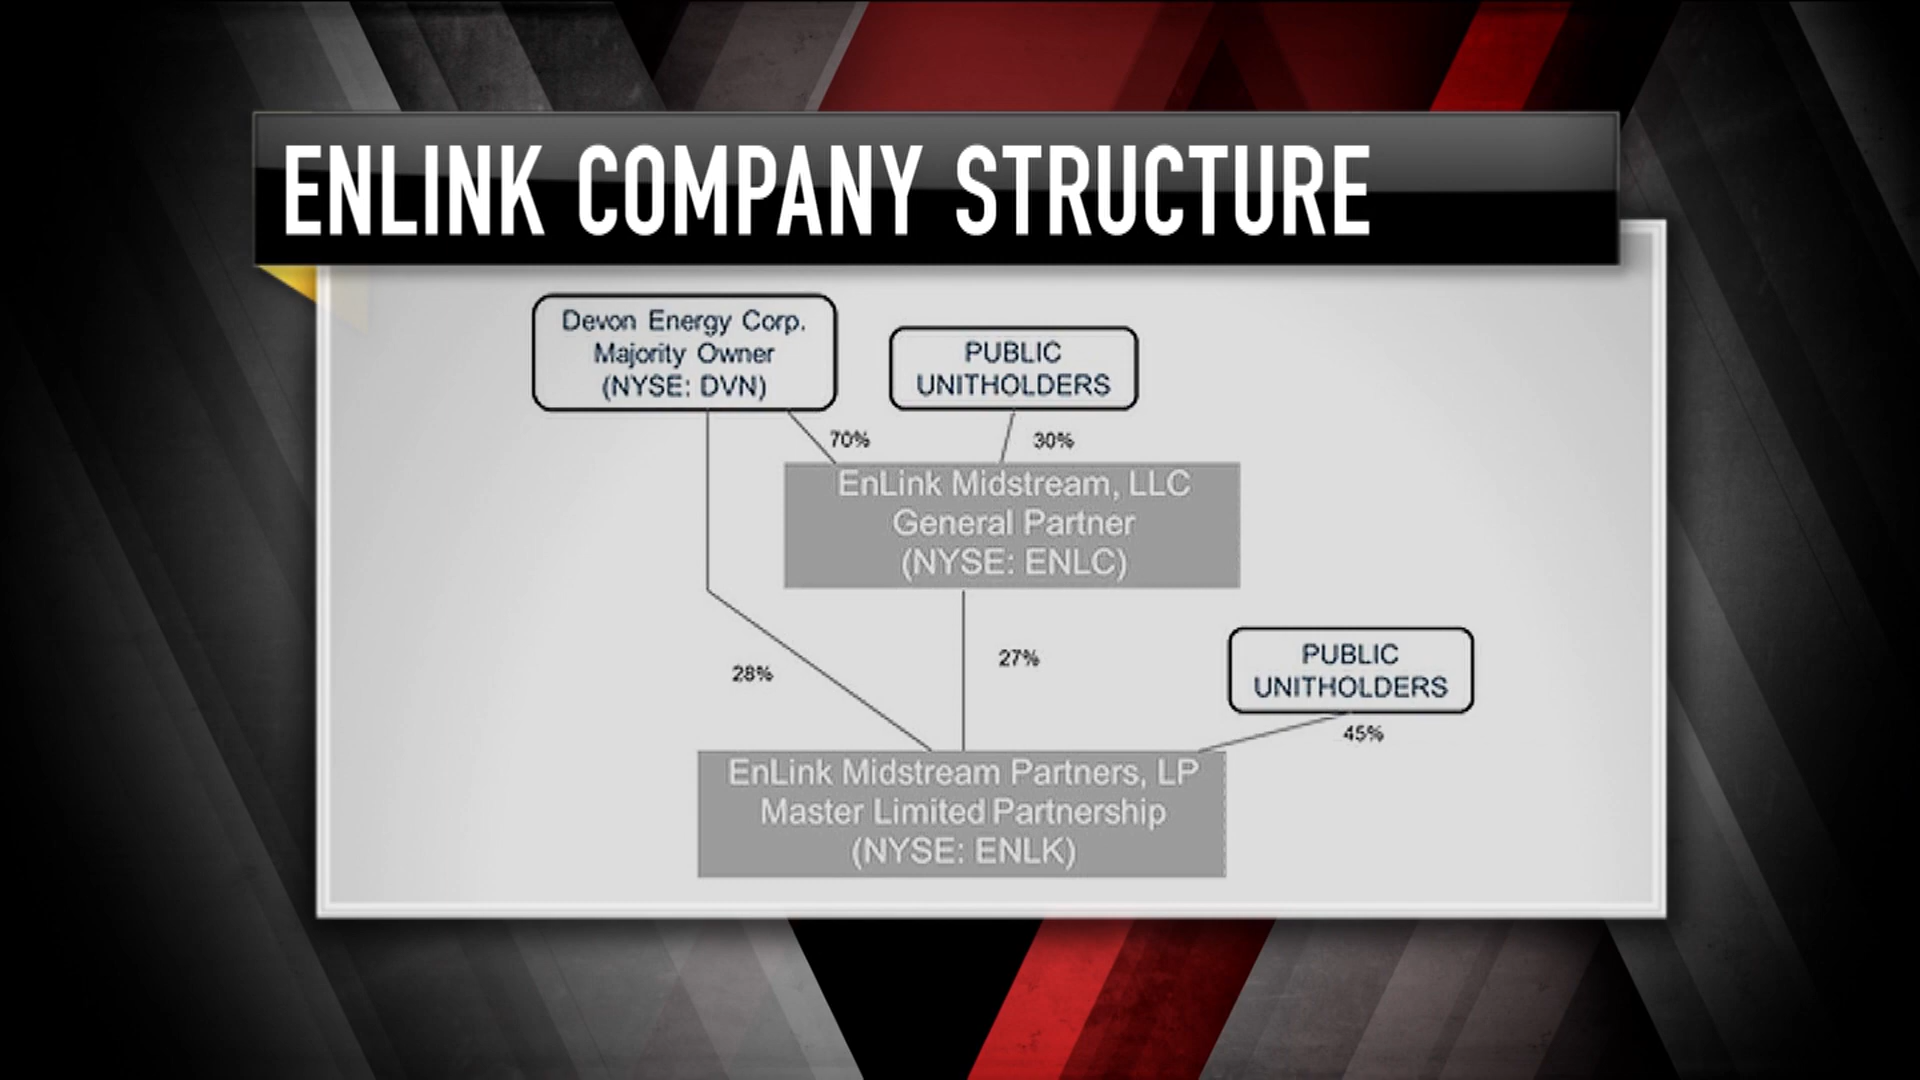 ENLINK COMPANY STRUCTURE
Devon Energy Corp.
Majority Owner
(NYSE: DVN)
PUBLIC
UNITHOLDERS
70%
30%
EnLink Midstream, LLC
General Partner
(NYSE: ENLC)
28%
27%
PUBLIC
UNITHOLDERS
45%
EnLink Midstream Partners, LP
Master Limited Partnership
(NYSE: ENLK)